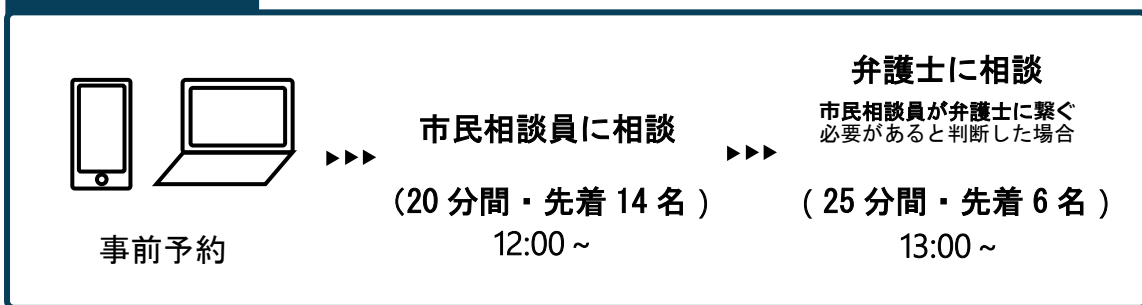 事前予約
▶▶▶
市民相談員に相談
（20 分間・先着 14 名）
12:00 ~
▶▶▶
弁護士に相談
市民相談員が弁護士に繋ぐ
必要があると判断した場合
（25 分間・先着 6 名）
13:00 ~